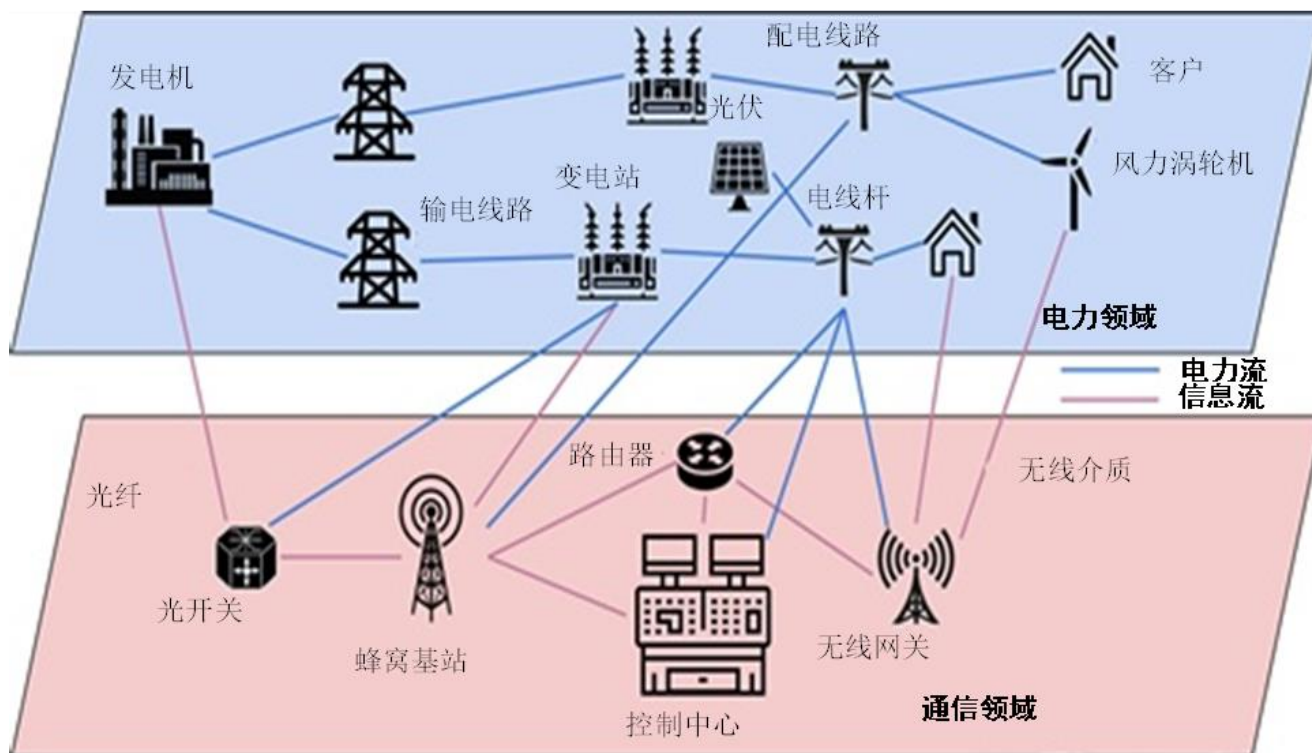 配电线路
发电机
客户
光伏
变电站
风力涡轮机
输电线路
电线杆
电力领域
电力流
信息流
路由器
无线介质
光纤
光开关
蜂窝基站
无线网关
控制中心
通信领域